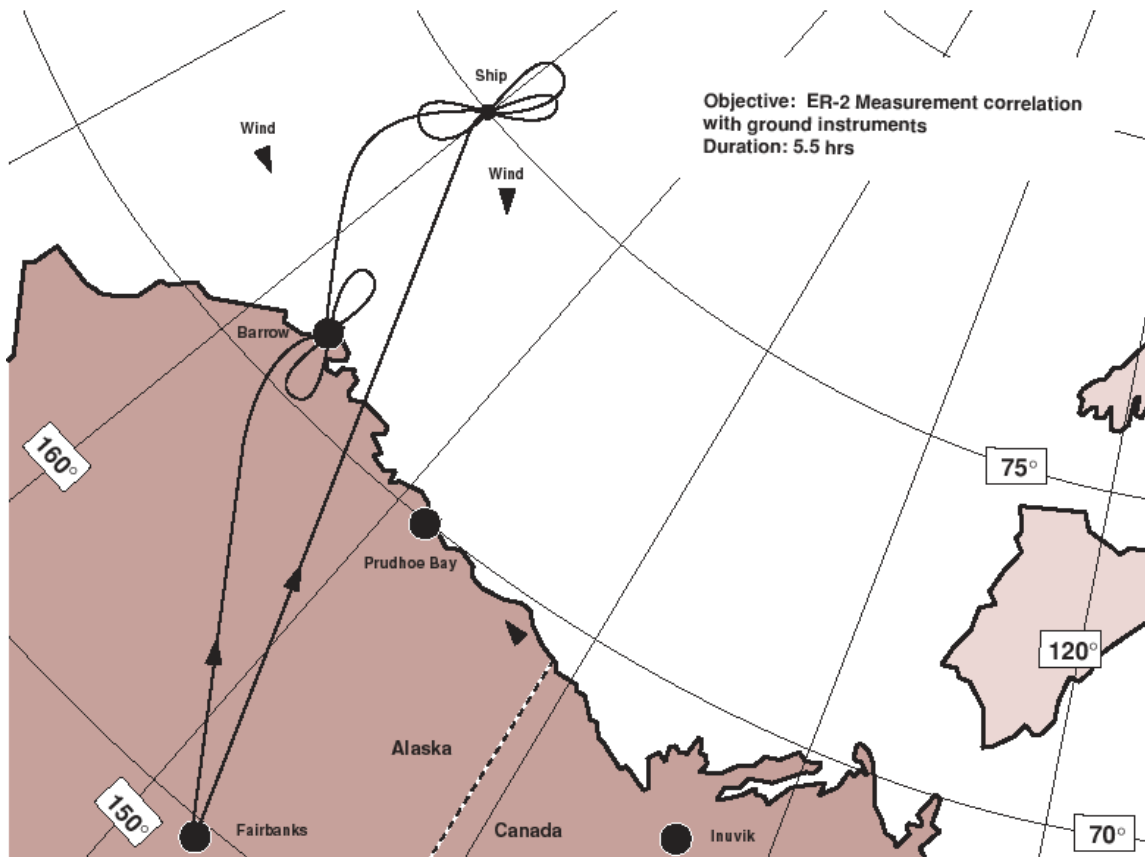 Ship
Objective: ER-2 Measurement correlation
with ground instruments
Duration: 5.5 hrs
Wind
Wind
Barrow
160°
75°
Prudhoe Bay
120°
Alaska
150°
Fairbanks
Canada
Inuvik
70°